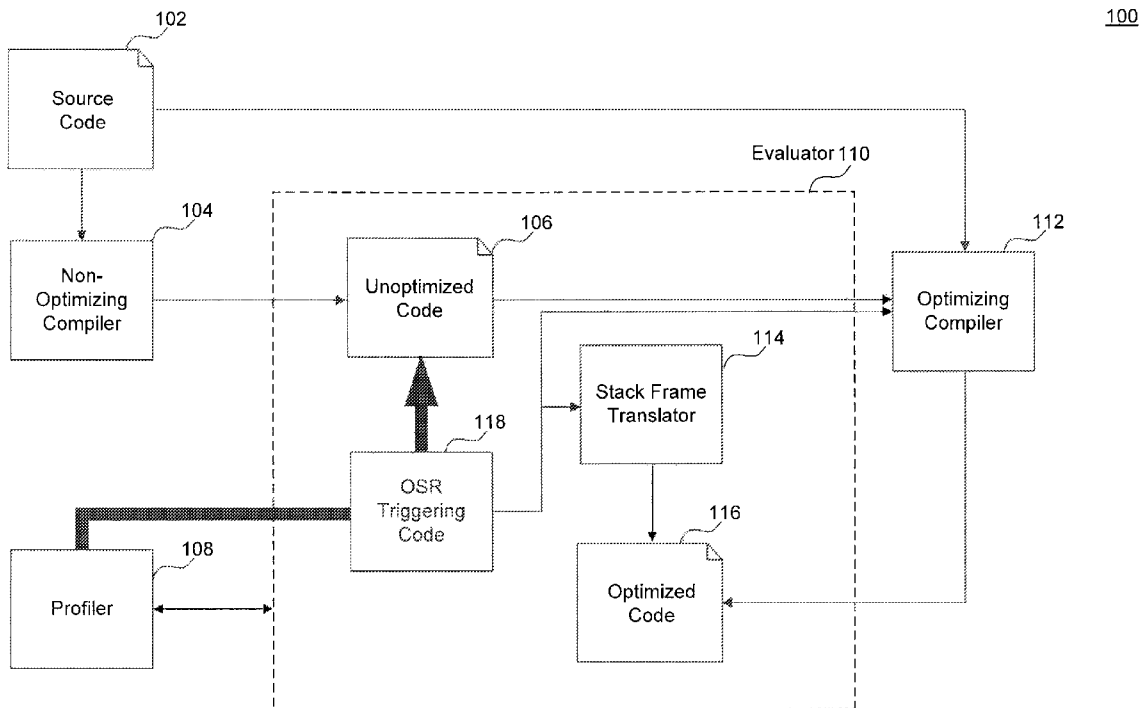 100
102
Source
Code
Evaluator 110
104
Non-
Optimizing
Compiler
106
Unoptimized
Code
112
Optimizing
Compiler
114
Stack Frame
Translator
118
OSR
Triggering
Code
116
Optimized
Code
108
Profiler